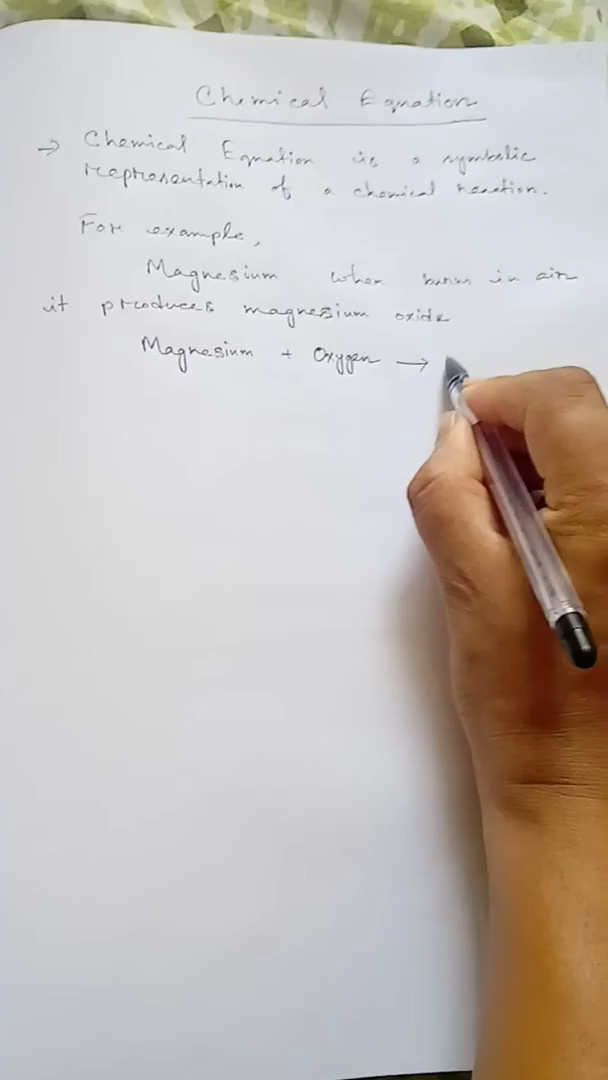 Chemical Equation
→ Chemical Equation is a symbolic
representation of a chemical reaction.
For example,
Magnesium when burns in air
it produces magnesium oxide
Magnesium + Oxygen →